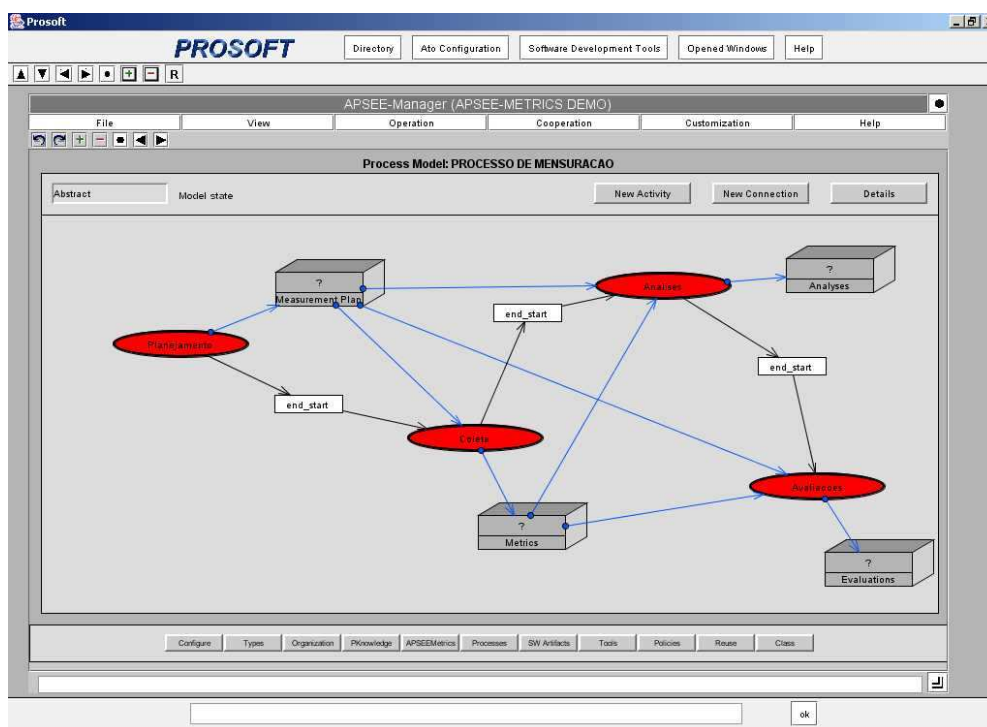 Prosoft
PROSOFT
Directory
Ato Configuration
Software Development Tools
Opened Windows
Help
R
APSEE-Manager (APSEE-METRICS DEMO)
File
View
Operation
Cooperation
Customization
Help
Process Model: PROCESSO DE MENSURACAO
Abstract
Model state
New Activity
New Connection
Details
?
Measurement Plan
Analises
?
Analyses
end_start
Planejamento
end_start
end_start
Coleta
Avaliacoes
?
Metrics
?
Evaluations
Configure
Types
Organization
PKnowledge
APSEEMetrics
Processes
SW Artifacts
Tools
Policies
Reuse
Class
ok